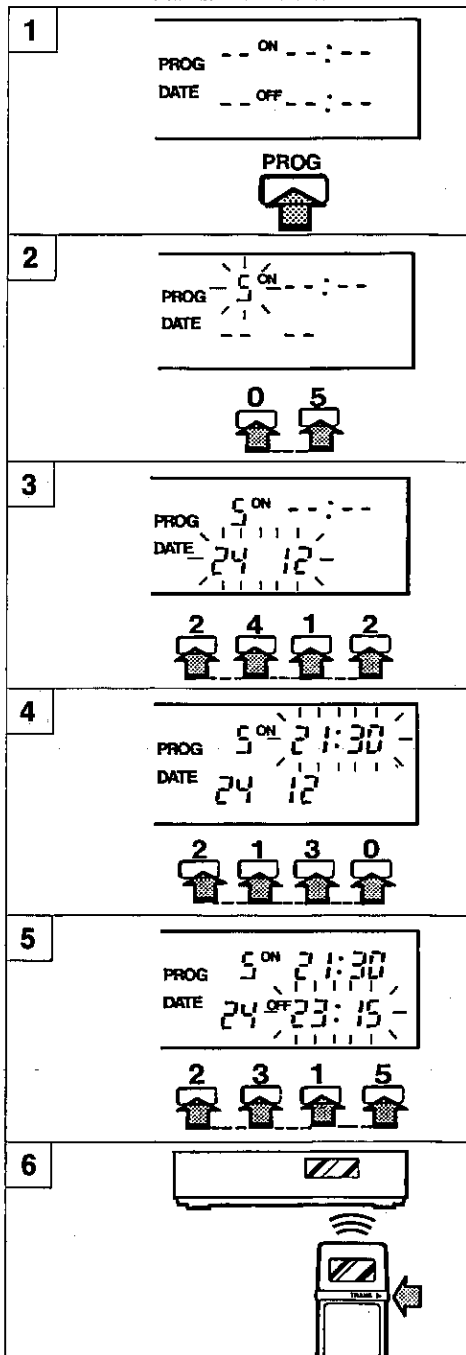 1
PROG -- ON --:--
DATE -- OFF --:--
PROG
2
PROG 5 ON --:--
DATE -- --
0 5
3
PROG 5 ON --:--
DATE 24 12
2 4 1 2
4
PROG 5 ON 21:30
DATE 24 12
2 1 3 0
5
PROG 5 ON 21:30
DATE 24 OFF 23:15
2 3 1 5
6
TRANS